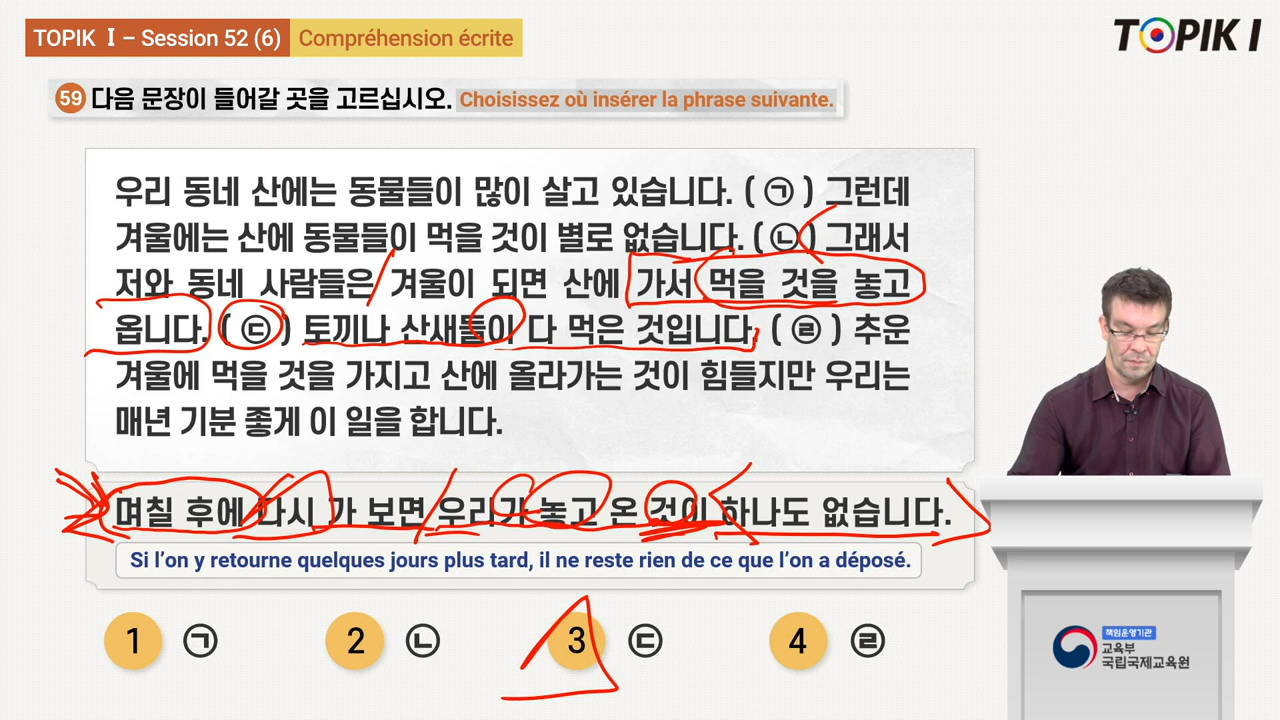 TOPIK Ⅰ – Session 52 (6) Compréhension écrite
TOPIK I
59 다음 문장이 들어갈 곳을 고르십시오. Choisissez où insérer la phrase suivante.
우리 동네 산에는 동물들이 많이 살고 있습니다. ( ㉠ ) 그런데
겨울에는 산에 동물들이 먹을 것이 별로 없습니다. ( ㉡ ) 그래서
저와 동네 사람들은 겨울이 되면 산에 가서 먹을 것을 놓고
옵니다. ( ㉢ ) 토끼나 산새들이 다 먹은 것입니다. ( ㉣ ) 추운
겨울에 먹을 것을 가지고 산에 올라가는 것이 힘들지만 우리는
매년 기분 좋게 이 일을 합니다.
며칠 후에 다시 가 보면 우리가 놓고 온 것이 하나도 없습니다.
Si l’on y retourne quelques jours plus tard, il ne reste rien de ce que l’on a déposé.
1 ㉠ 2 ㉡ 3 ㉢ 4 ㉣
책임운영기관
교육부
국립국제교육원